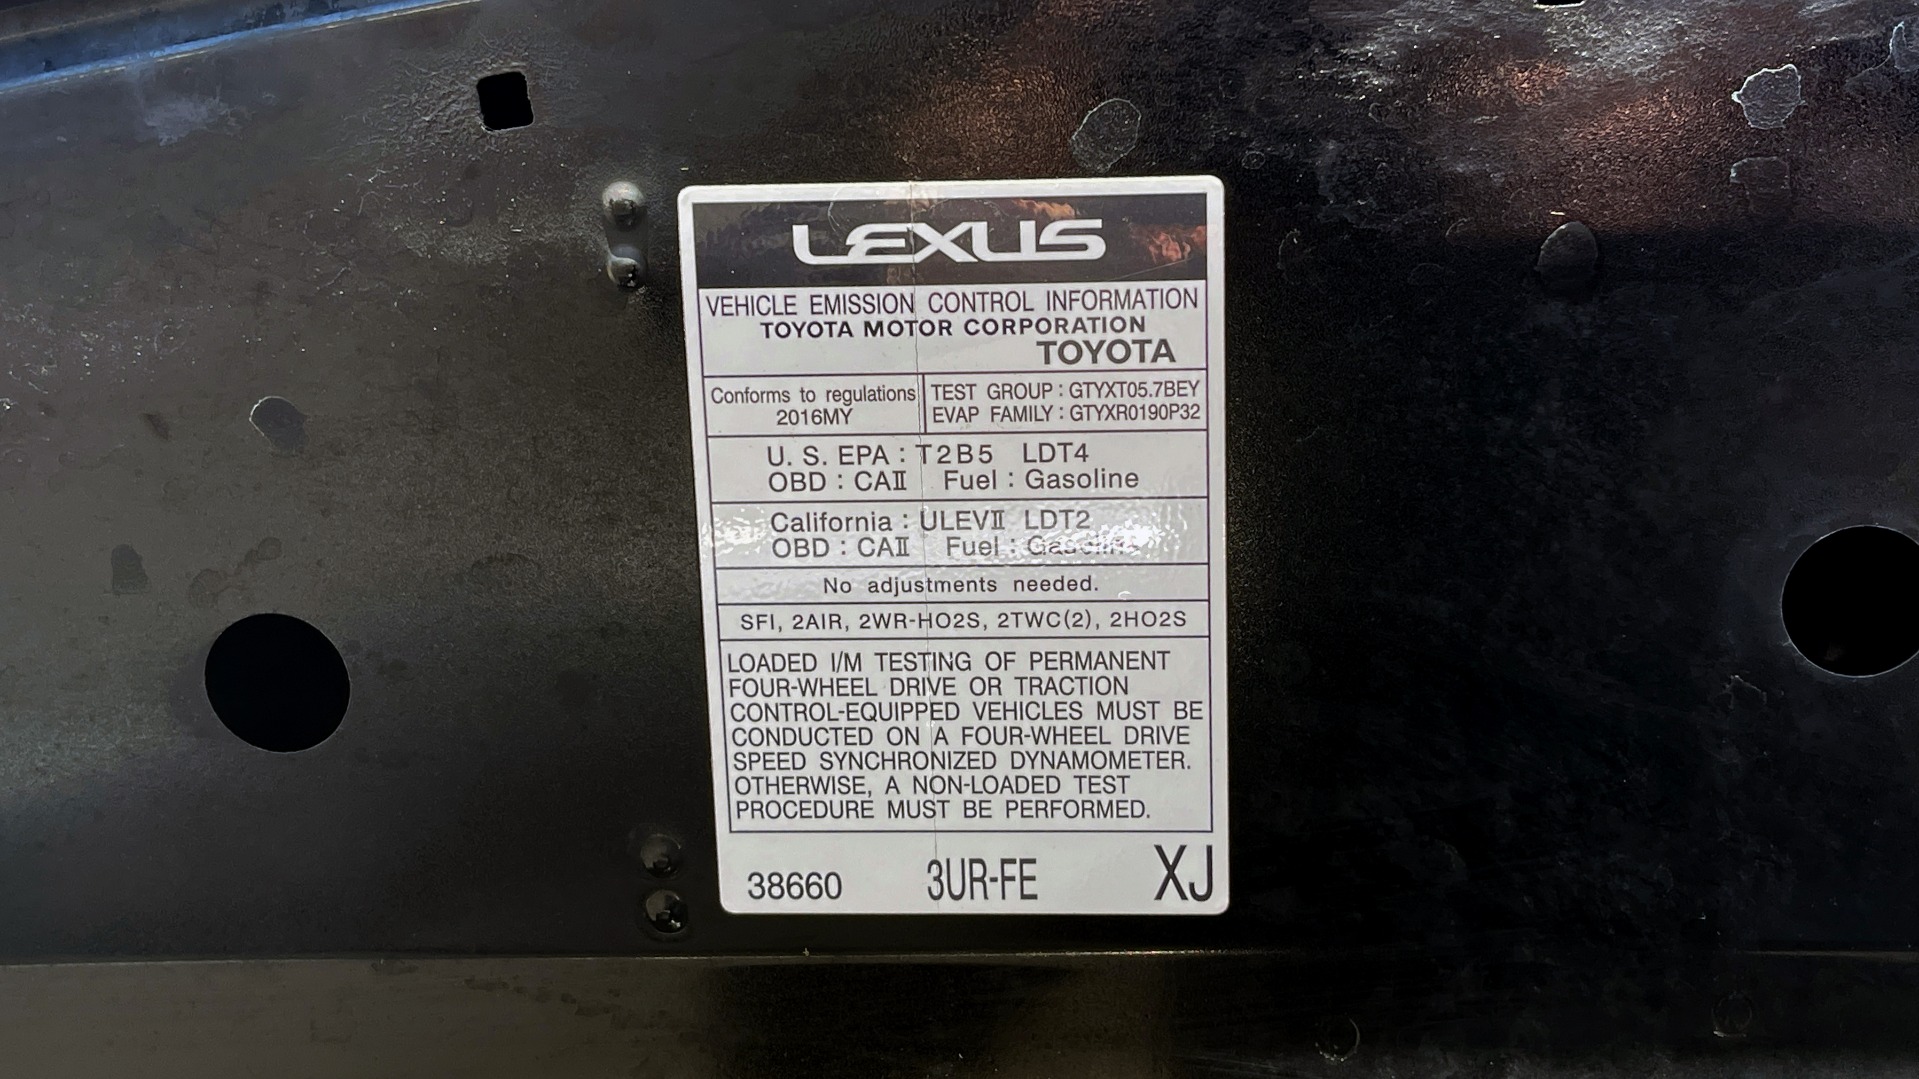 LEXUS
VEHICLE EMISSION CONTROL INFORMATION
TOYOTA MOTOR CORPORATION
TOYOTA
Conforms to regulations
2016MY
TEST GROUP : GTYXT05.7BEY
EVAP FAMILY : GTYXR0190P32
U. S. EPA : T2B5 LDT4
OBD : CAⅡ Fuel : Gasoline
California : ULEVⅡ LDT2
OBD : CAⅡ Fuel : Gasoline
No adjustments needed.
SFI, 2AIR, 2WR-HO2S, 2TWC(2), 2HO2S
LOADED I/M TESTING OF PERMANENT
FOUR-WHEEL DRIVE OR TRACTION
CONTROL-EQUIPPED VEHICLES MUST BE
CONDUCTED ON A FOUR-WHEEL DRIVE
SPEED SYNCHRONIZED DYNAMOMETER.
OTHERWISE, A NON-LOADED TEST
PROCEDURE MUST BE PERFORMED.
38660 3UR-FE XJ